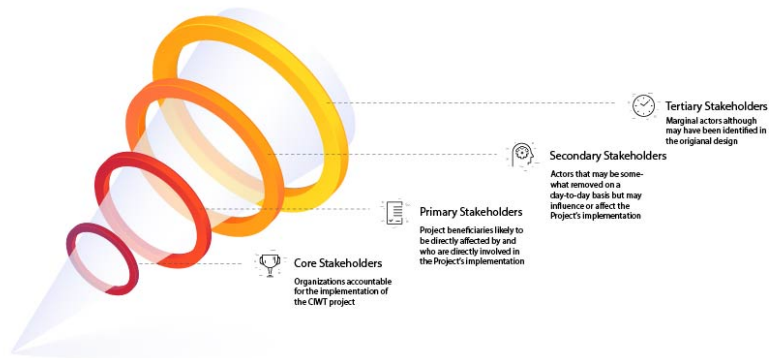 Tertiary Stakeholders
Marginal actors although
may have been identified in
the origianal design
Secondary Stakeholders
Actors that may be some-
what removed on a
day-to-day basis but may
influence or affect the
Project's implementation
Primary Stakeholders
Project beneficiaries likely to
be directly affected by and
who are directly involved in
the Project's implementation
Core Stakeholders
Organizations accountable
for the implementation of
the CIWT project